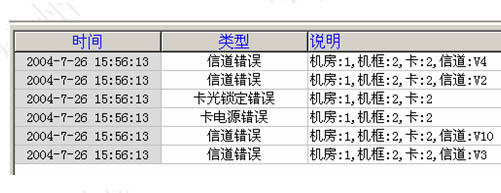 时间 类型 说明
2004-7-26 15:56:13 信道错误 机房:1,机框:2,卡:2,信道:V4
2004-7-26 15:56:13 信道错误 机房:1,机框:2,卡:2,信道:V2
2004-7-26 15:56:13 卡光锁定错误 机房:1,机框:2,卡:2
2004-7-26 15:56:13 卡电源错误 机房:1,机框:2,卡:2
2004-7-26 15:56:13 信道错误 机房:1,机框:2,卡:2,信道:V10
2004-7-26 15:56:13 信道错误 机房:1,机框:2,卡:2,信道:V3